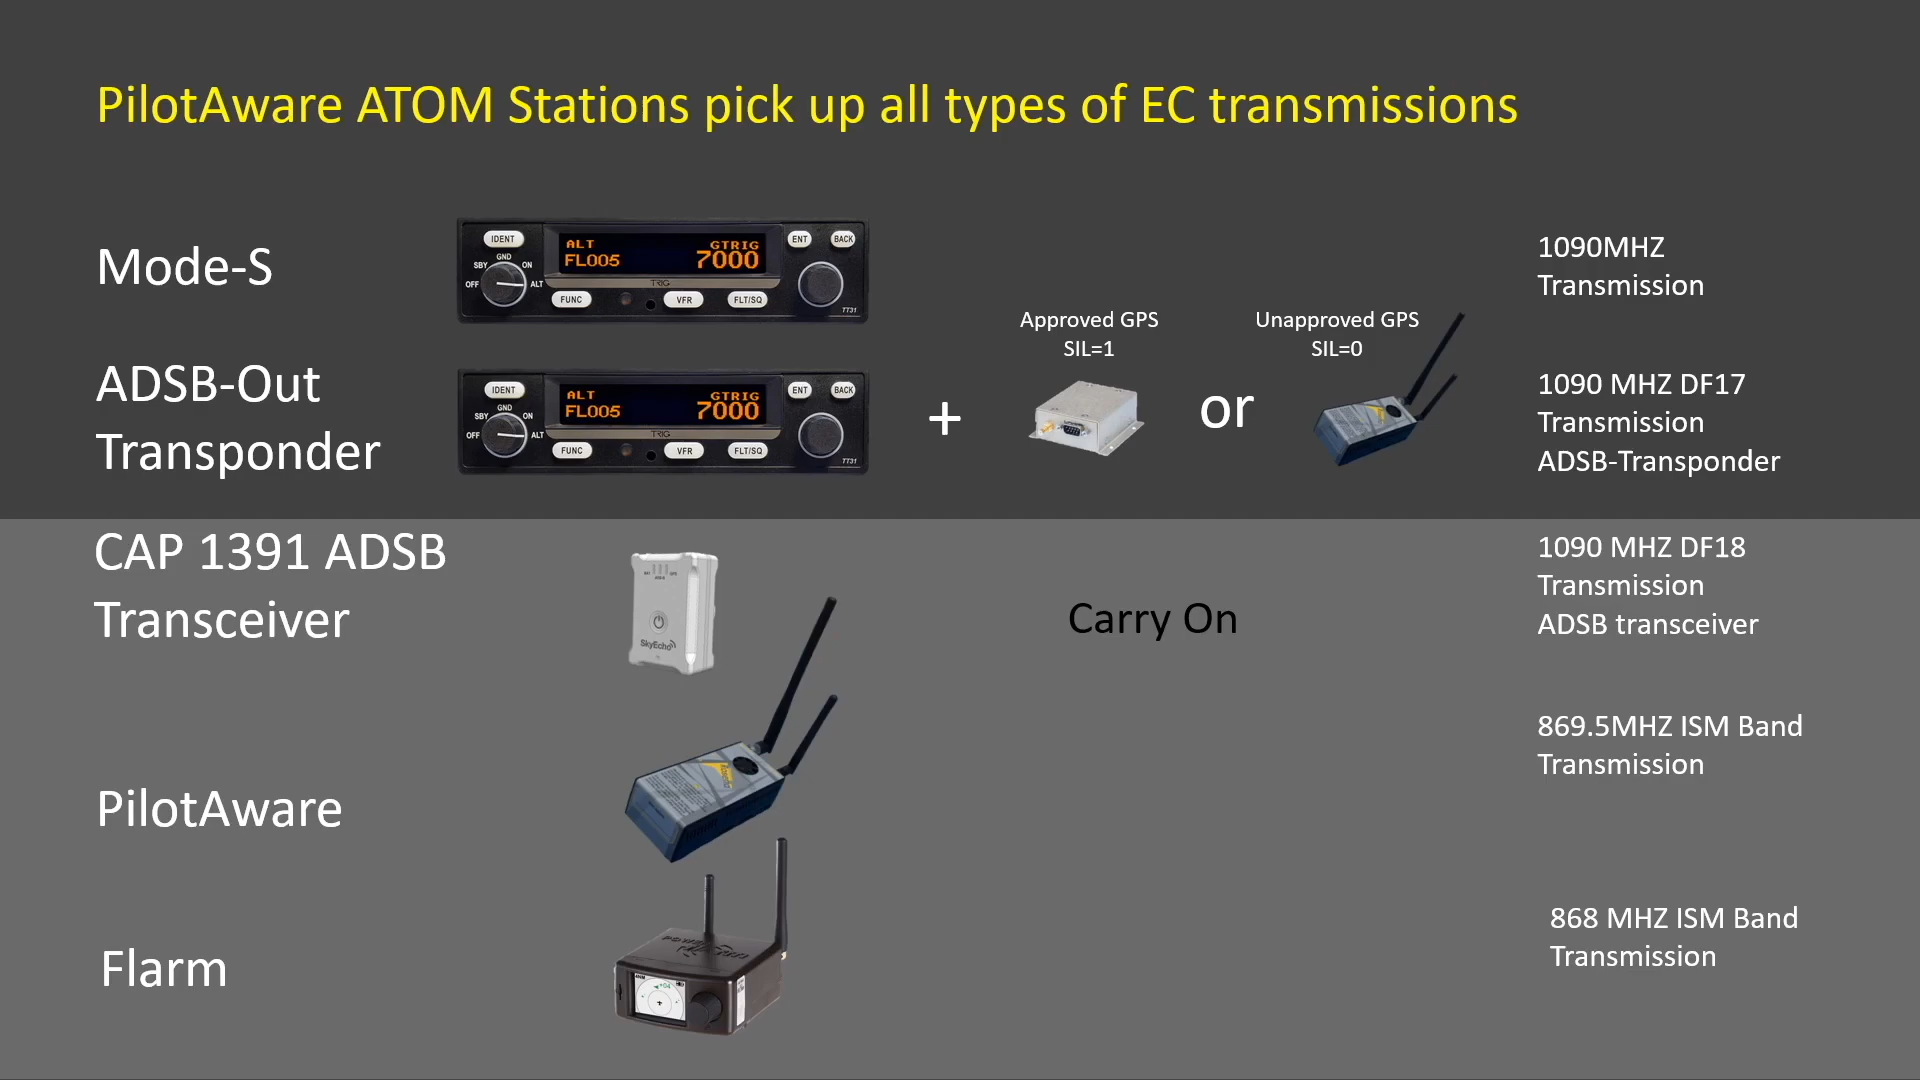 PilotAware ATOM Stations pick up all types of EC transmissions
Mode-S
IDENT
GND
SBY
ON
OFF
ALT
ALT
GTRIG
FL005
7000
ENT
BACK
TRIG
FUNC
VFR
FLT/SQ
TT31
1090MHZ
Transmission
ADSB-Out
Transponder
IDENT
GND
SBY
ON
OFF
ALT
ALT
GTRIG
FL005
7000
ENT
BACK
TRIG
FUNC
VFR
FLT/SQ
TT31
+
Approved GPS
SIL=1
or
Unapproved GPS
SIL=0
1090 MHZ DF17
Transmission
ADSB-Transponder
CAP 1391 ADSB
Transceiver
SkyEcho
Carry On
1090 MHZ DF18
Transmission
ADSB transceiver
PilotAware
869.5MHZ ISM Band
Transmission
Flarm
868 MHZ ISM Band
Transmission